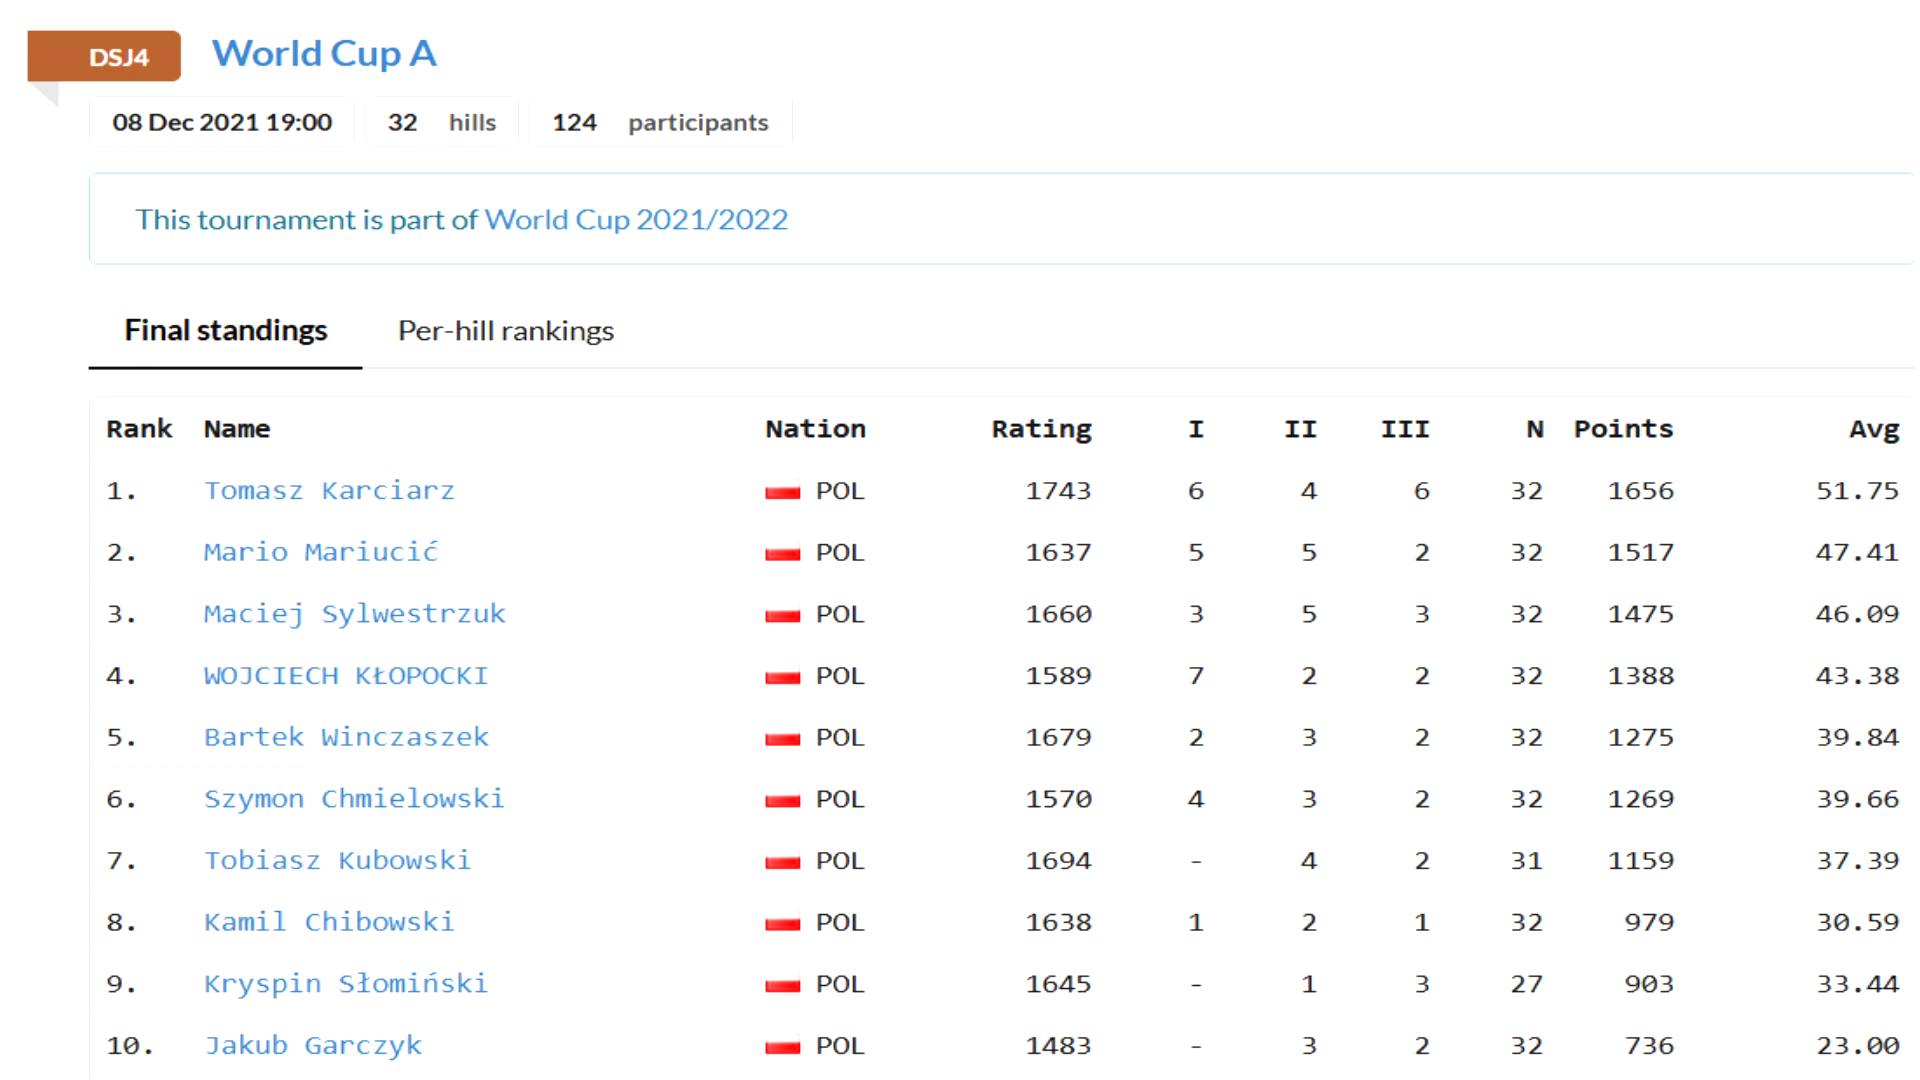 DSJ4 World Cup A
08 Dec 2021 19:00 32 hills 124 participants
This tournament is part of World Cup 2021/2022
Final standings Per-hill rankings
Rank Name Nation Rating I II III N Points Avg
1. Tomasz Karciarz POL 1743 6 4 6 32 1656 51.75
2. Mario Mariucić POL 1637 5 5 2 32 1517 47.41
3. Maciej Sylwestrzuk POL 1660 3 5 3 32 1475 46.09
4. WOJCIECH KŁOPOCKI POL 1589 7 2 2 32 1388 43.38
5. Bartek Winczaszek POL 1679 2 3 2 32 1275 39.84
6. Szymon Chmielowski POL 1570 4 3 2 32 1269 39.66
7. Tobiasz Kubowski POL 1694 - 4 2 31 1159 37.39
8. Kamil Chibowski POL 1638 1 2 1 32 979 30.59
9. Kryspin Słomiński POL 1645 - 1 3 27 903 33.44
10. Jakub Garczyk POL 1483 - 3 2 32 736 23.00